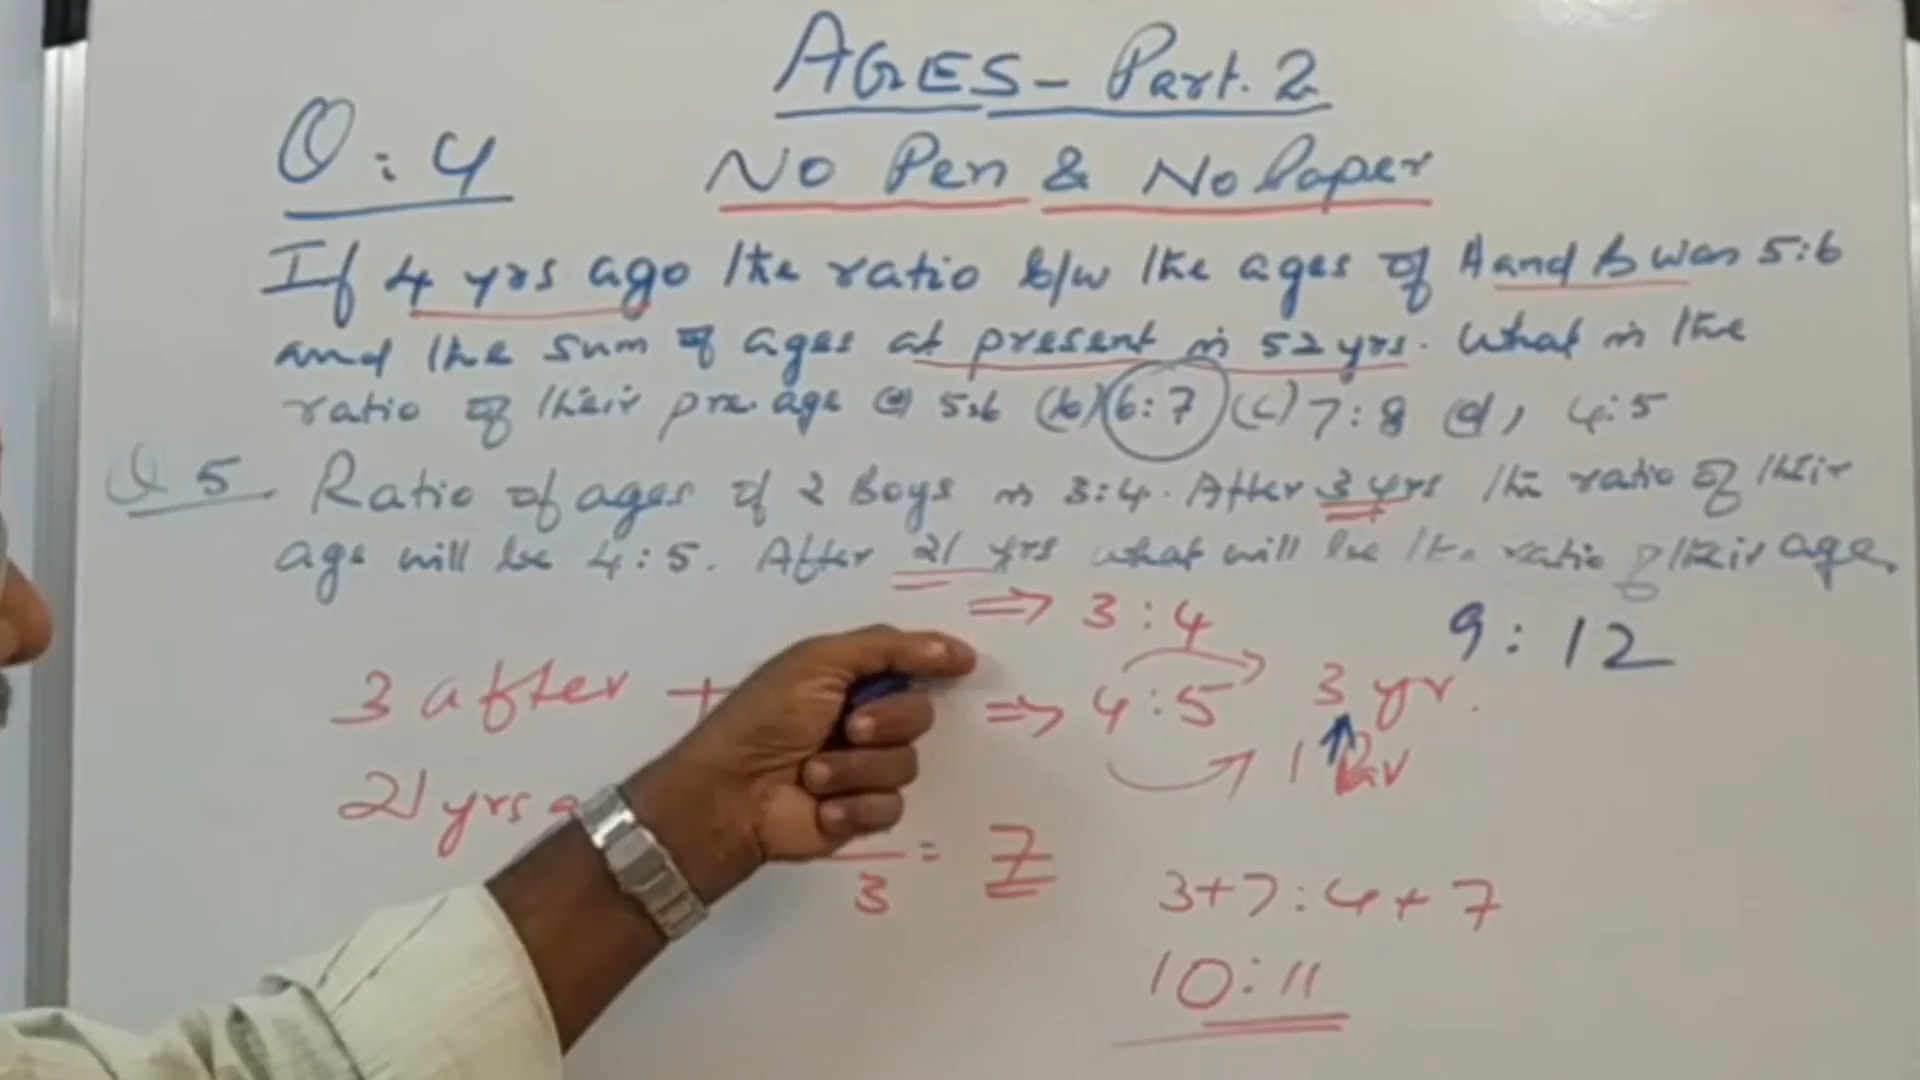 AGES - Part. 2
Q : 4
No Pen & No Paper
If 4 yrs ago the ratio b/w the ages of A and B was 5:6
and the sum of ages at present is 52 yrs. What is the
ratio of their pre. age (a) 5:6 (b) 6:7 (c) 7:8 (d) 4:5
Q 5. Ratio of ages of 2 Boys is 3:4. After 3 yrs the ratio of their
age will be 4:5. After 21 yrs what will be the ratio of their age.
⇒ 3:4
9:12
3 after +
⇒ 4:5 3 yr.
21 yrs
1
3 = 7
3+7:4+7
10:11